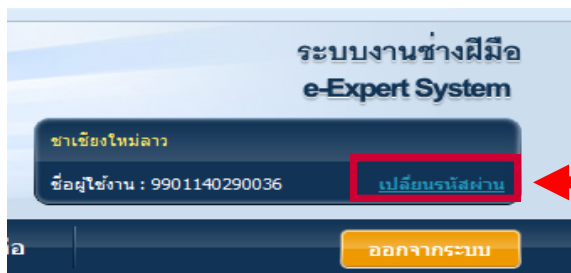 ระบบงานช่างฝีมือ
e-Expert System
ชาเชียงใหม่ลาว
ชื่อผู้ใช้งาน : 9901140290036 เปลี่ยนรหัสผ่าน
อ ออกจากระบบ